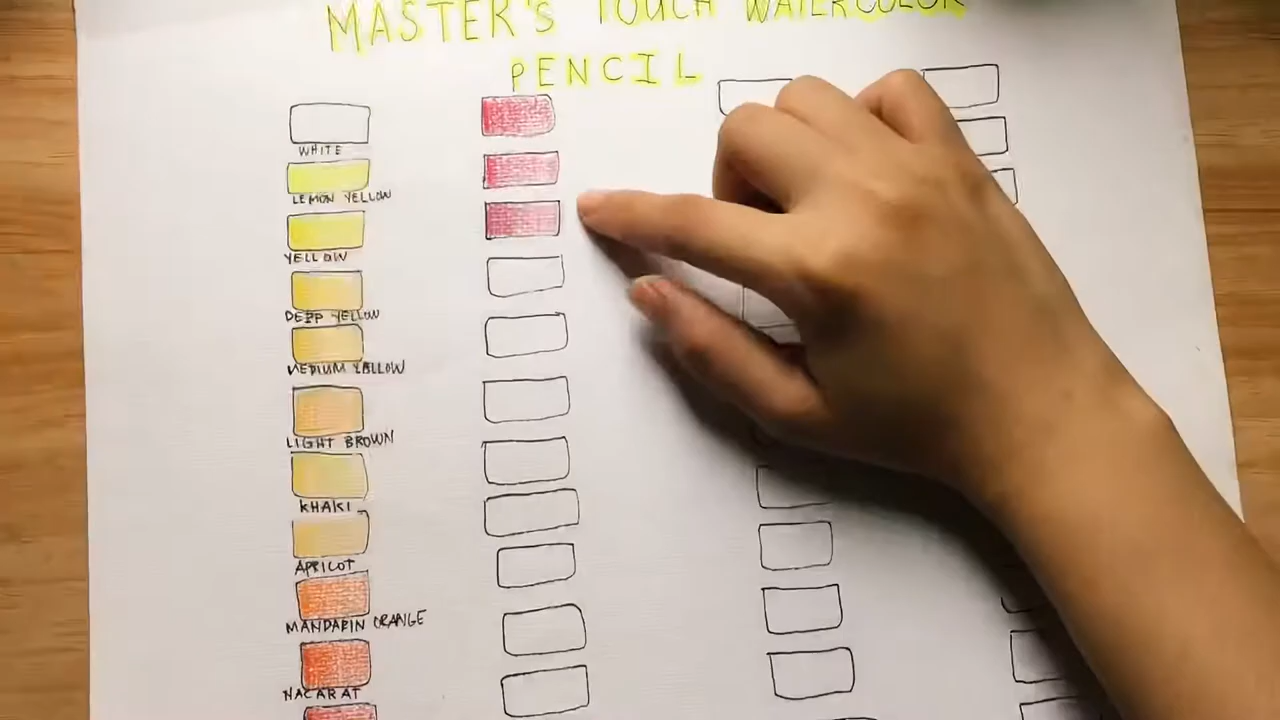 MASTER'S TOUCH WATERCOLOR
PENCIL
WHITE
LEMON YELLOW
YELLOW
DEEP YELLOW
MEDIUM YELLOW
LIGHT BROWN
KHAKI
APRICOT
MANDARIN ORANGE
NACARAT